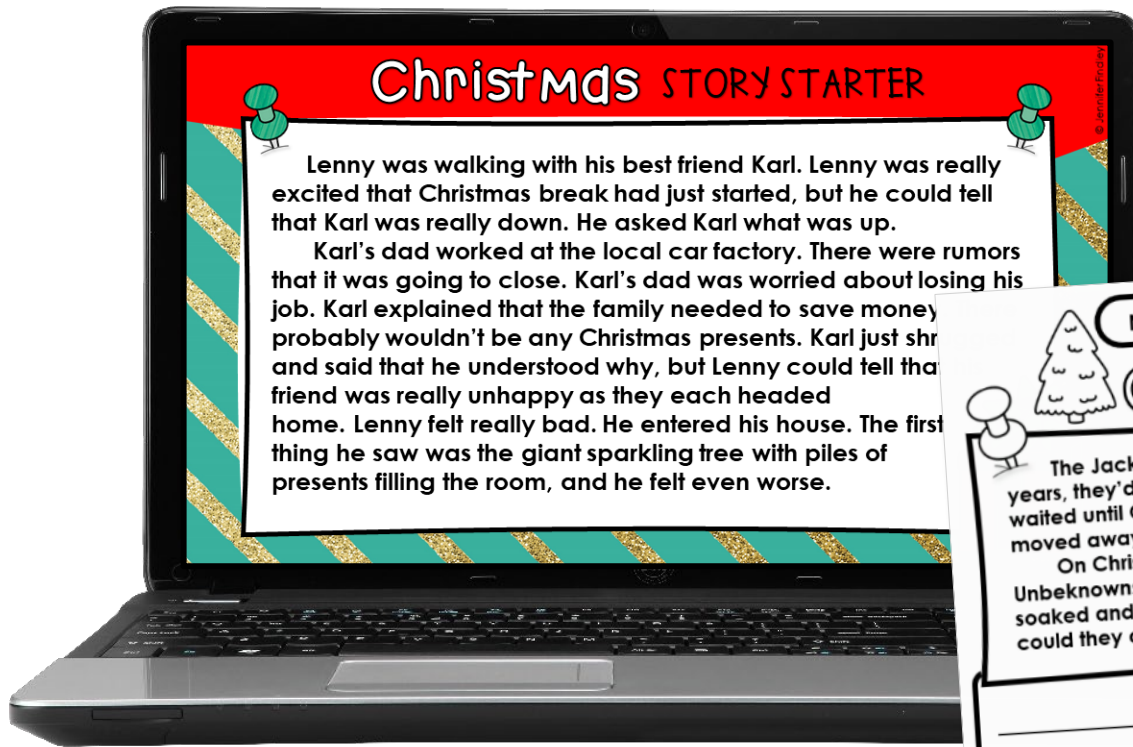 Christmas STORY STARTER
© Jennifer Findley
Lenny was walking with his best friend Karl. Lenny was really
excited that Christmas break had just started, but he could tell
that Karl was really down. He asked Karl what was up.
Karl's dad worked at the local car factory. There were rumors
that it was going to close. Karl's dad was worried about losing his
job. Karl explained that the family needed to save money
probably wouldn't be any Christmas presents. Karl just
and said that he understood why, but Lenny could tell that
friend was really unhappy as they each headed
home. Lenny felt really bad. He entered his house. The first
thing he saw was the giant sparkling tree with piles of
presents filling the room, and he felt even worse.
The
years, they'd
waited until
moved away
On
soaked and
could they